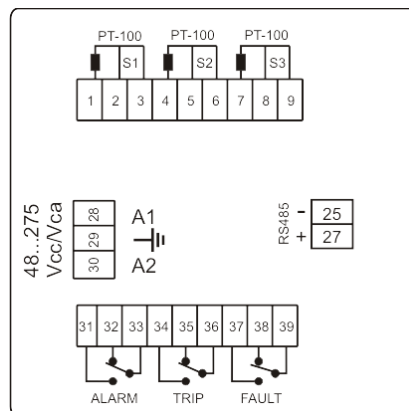 PT-100 PT-100 PT-100
S1 S2 S3
1 2 3 4 5 6 7 8 9
48...275
Vcc/Vca
28 A1
29
30 A2
RS485
- 25
+ 27
31 32 33 34 35 36 37 38 39
ALARM TRIP FAULT